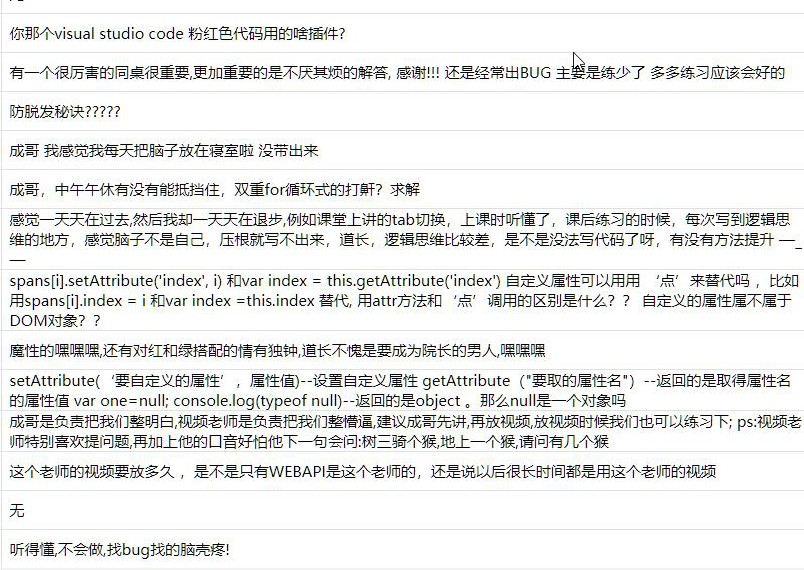 你那个visual studio code 粉红色代码用的啥插件?
有一个很厉害的同桌很重要,更加重要的是不厌其烦的解答, 感谢!!! 还是经常出BUG 主要是练少了 多多练习应该会好的
防脱发秘诀?????
成哥 我感觉我每天把脑子放在寝室啦 没带出来
成哥，中午午休有没有能抵挡住，双重for循环式的打鼾？求解
感觉一天天在过去,然后我却一天天在退步,例如课堂上讲的tab切换，上课时听懂了，课后练习的时候，每次写到逻辑思
维的地方，感觉脑子不是自己，压根就写不出来，道长，逻辑思维比较差，是不是没法写代码了呀，有没有方法提升 —_
—
spans[i].setAttribute('index', i) 和var index = this.getAttribute('index') 自定义属性可以用用 ‘点’来替代吗 ，比如
用spans[i].index = i 和var index =this.index 替代, 用attr方法和‘点’调用的区别是什么？？ 自定义的属性属不属于
DOM对象？？
魔性的嘿嘿嘿,还有对红和绿搭配的情有独钟,道长不愧是要成为院长的男人,嘿嘿嘿
setAttribute(‘要自定义的属性’，属性值)--设置自定义属性 getAttribute（"要取的属性名"）--返回的是取得属性名
的属性值 var one=null; console.log(typeof null)--返回的是object 。那么null是一个对象吗
成哥是负责把我们整明白,视频老师是负责把我们整懵逼,建议成哥先讲,再放视频,放视频时候我们也可以练习下; ps:视频老
师特别喜欢提问题,再加上他的口音好怕他下一句会问:树三骑个猴,地上一个猴,请问有几个猴
这个老师的视频要放多久 ，是不是只有WEBAPI是这个老师的，还是说以后很长时间都是用这个老师的视频
无
听得懂,不会做,找bug找的脑壳疼!